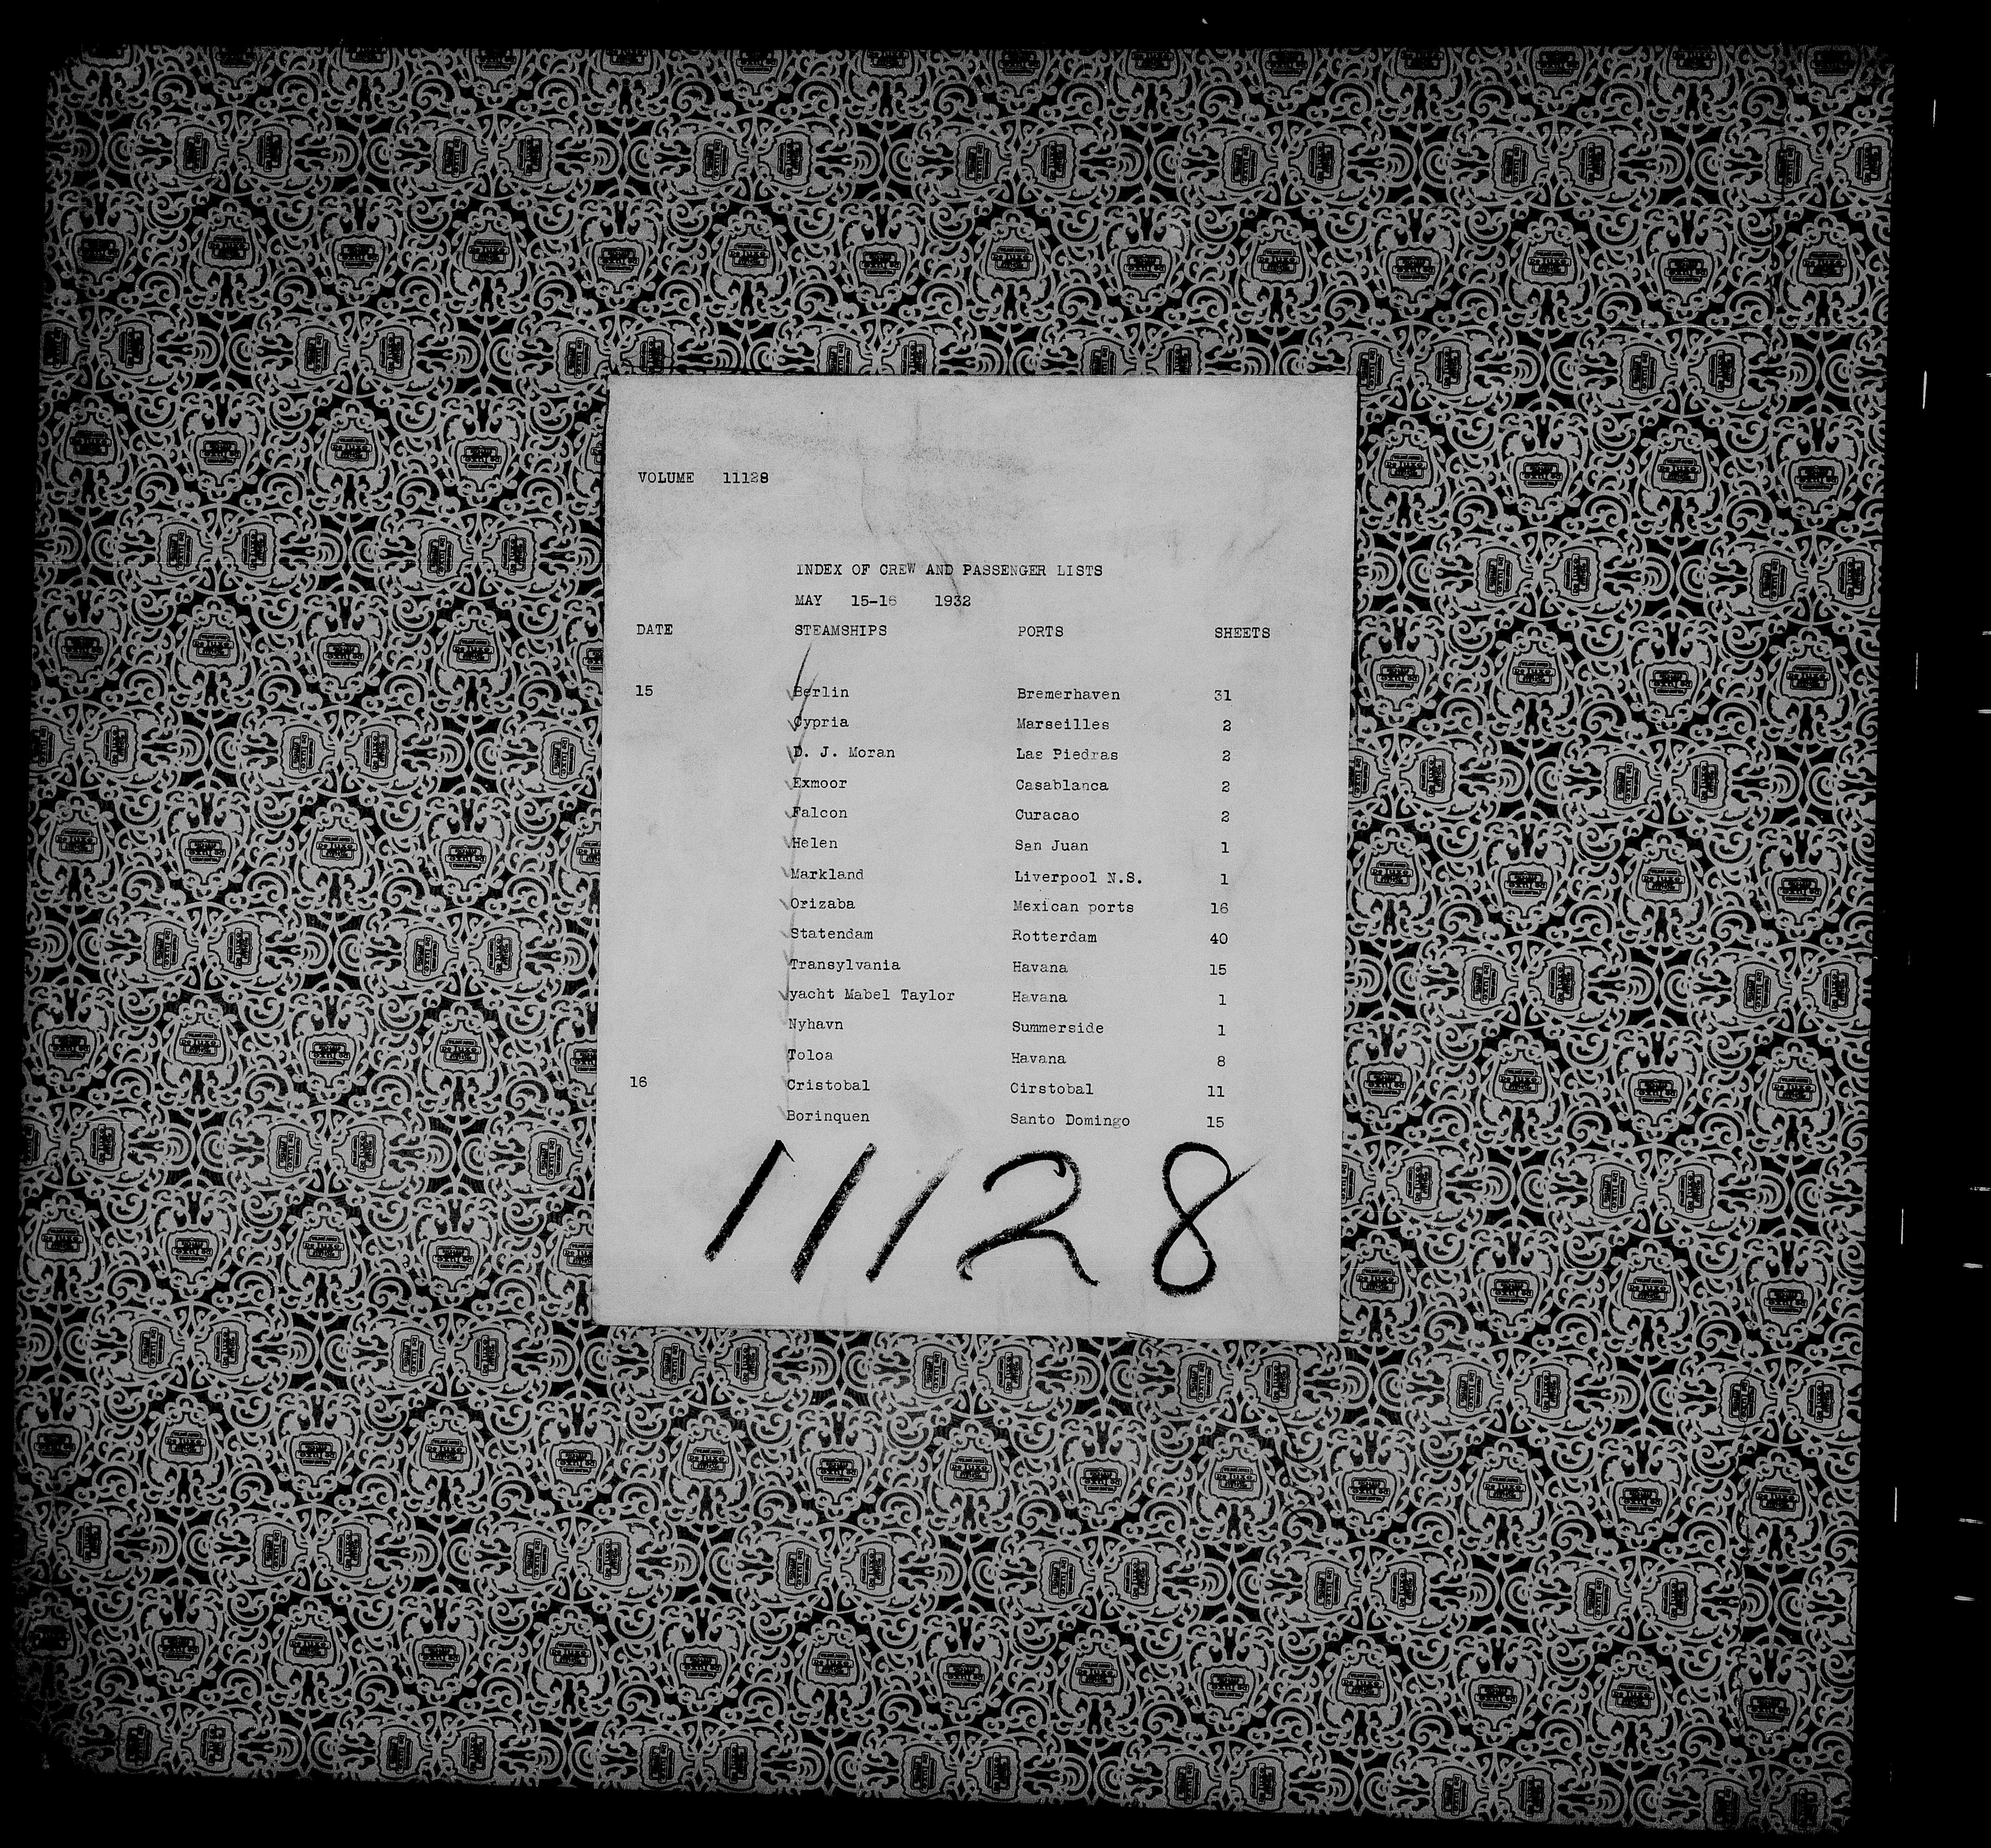 VOLUME 11128
INDEX OF CREW AND PASSENGER LISTS
MAY 15-16 1932
DATE STEAMSHIPS PORTS SHEETS
15 Berlin Bremerhaven 31
Cypria Marseilles 2
D. J. Moran Las Piedras 2
Exmoor Casablanca 2
Falcon Curacao 2
Helen San Juan 1
Markland Liverpool N.S. 1
Orizaba Mexican ports 16
Statendam Rotterdam 40
Transylvania Havana 15
yacht Mabel Taylor Havana 1
Nyhavn Summerside 1
Toloa Havana 8
16 Cristobal Cirstobal 11
Borinquen Santo Domingo 15
11128